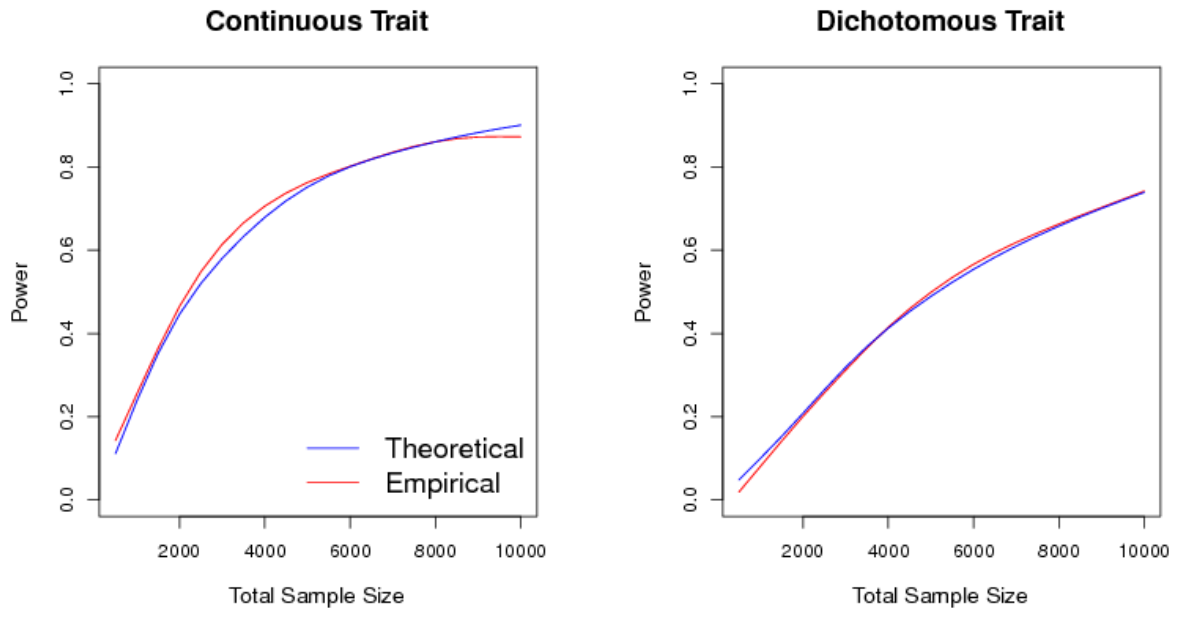 Continuous Trait
Power
1.0
0.8
0.6
0.4
0.2
0.0
Theoretical
Empirical
2000 4000 6000 8000 10000
Total Sample Size
Dichotomous Trait
Power
1.0
0.8
0.6
0.4
0.2
0.0
2000 4000 6000 8000 10000
Total Sample Size